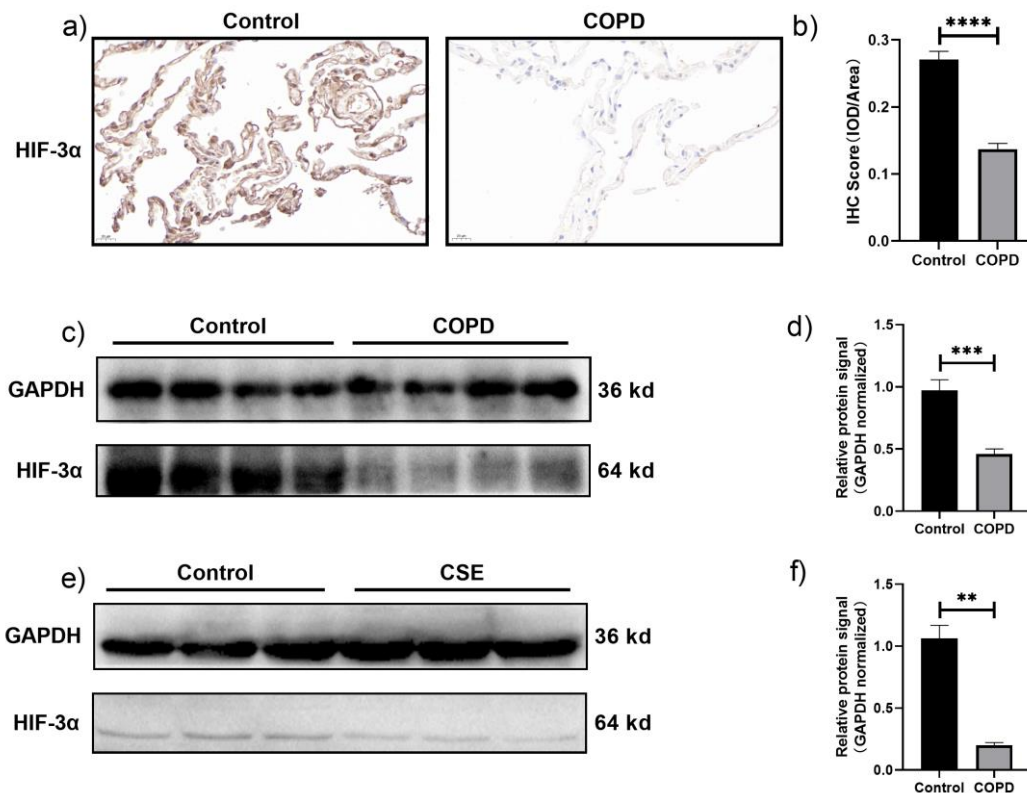 a)
Control
COPD
HIF-3α
b)
IHC Score (IOD/Area)
0.3
0.2
0.1
0.0
****
Control COPD
c)
Control
COPD
GAPDH
36 kd
HIF-3α
64 kd
d)
Relative protein signal
(GAPDH normalized)
1.5
1.0
0.5
0.0
***
Control COPD
e)
Control
CSE
GAPDH
36 kd
HIF-3α
64 kd
f)
Relative protein signal
(GAPDH normalized)
1.5
1.0
0.5
0.0
**
Control COPD